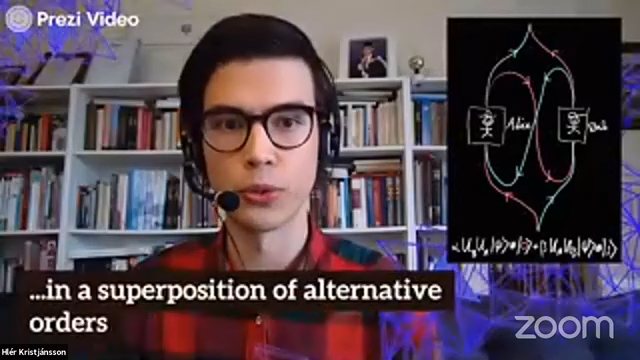 Prezi Video
Alice
Bob
...in a superposition of alternative
orders
Hlér Kristjánsson
zoom